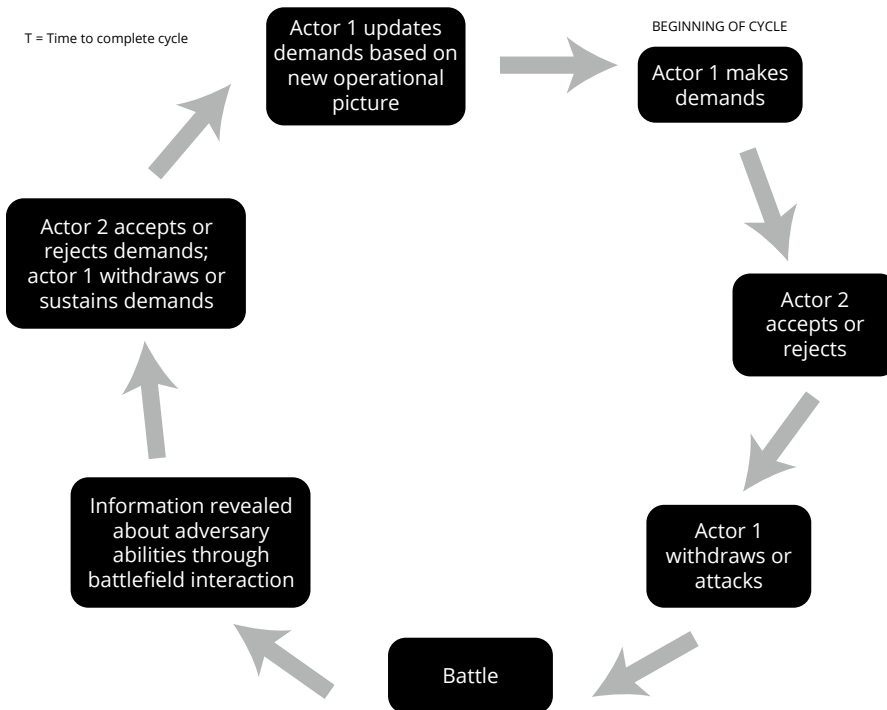 T = Time to complete cycle
BEGINNING OF CYCLE
Actor 1 makes
demands
Actor 2
accepts or
rejects
Actor 1
withdraws or
attacks
Battle
Information revealed
about adversary
abilities through
battlefield interaction
Actor 2 accepts or
rejects demands;
actor 1 withdraws or
sustains demands
Actor 1 updates
demands based on
new operational
picture